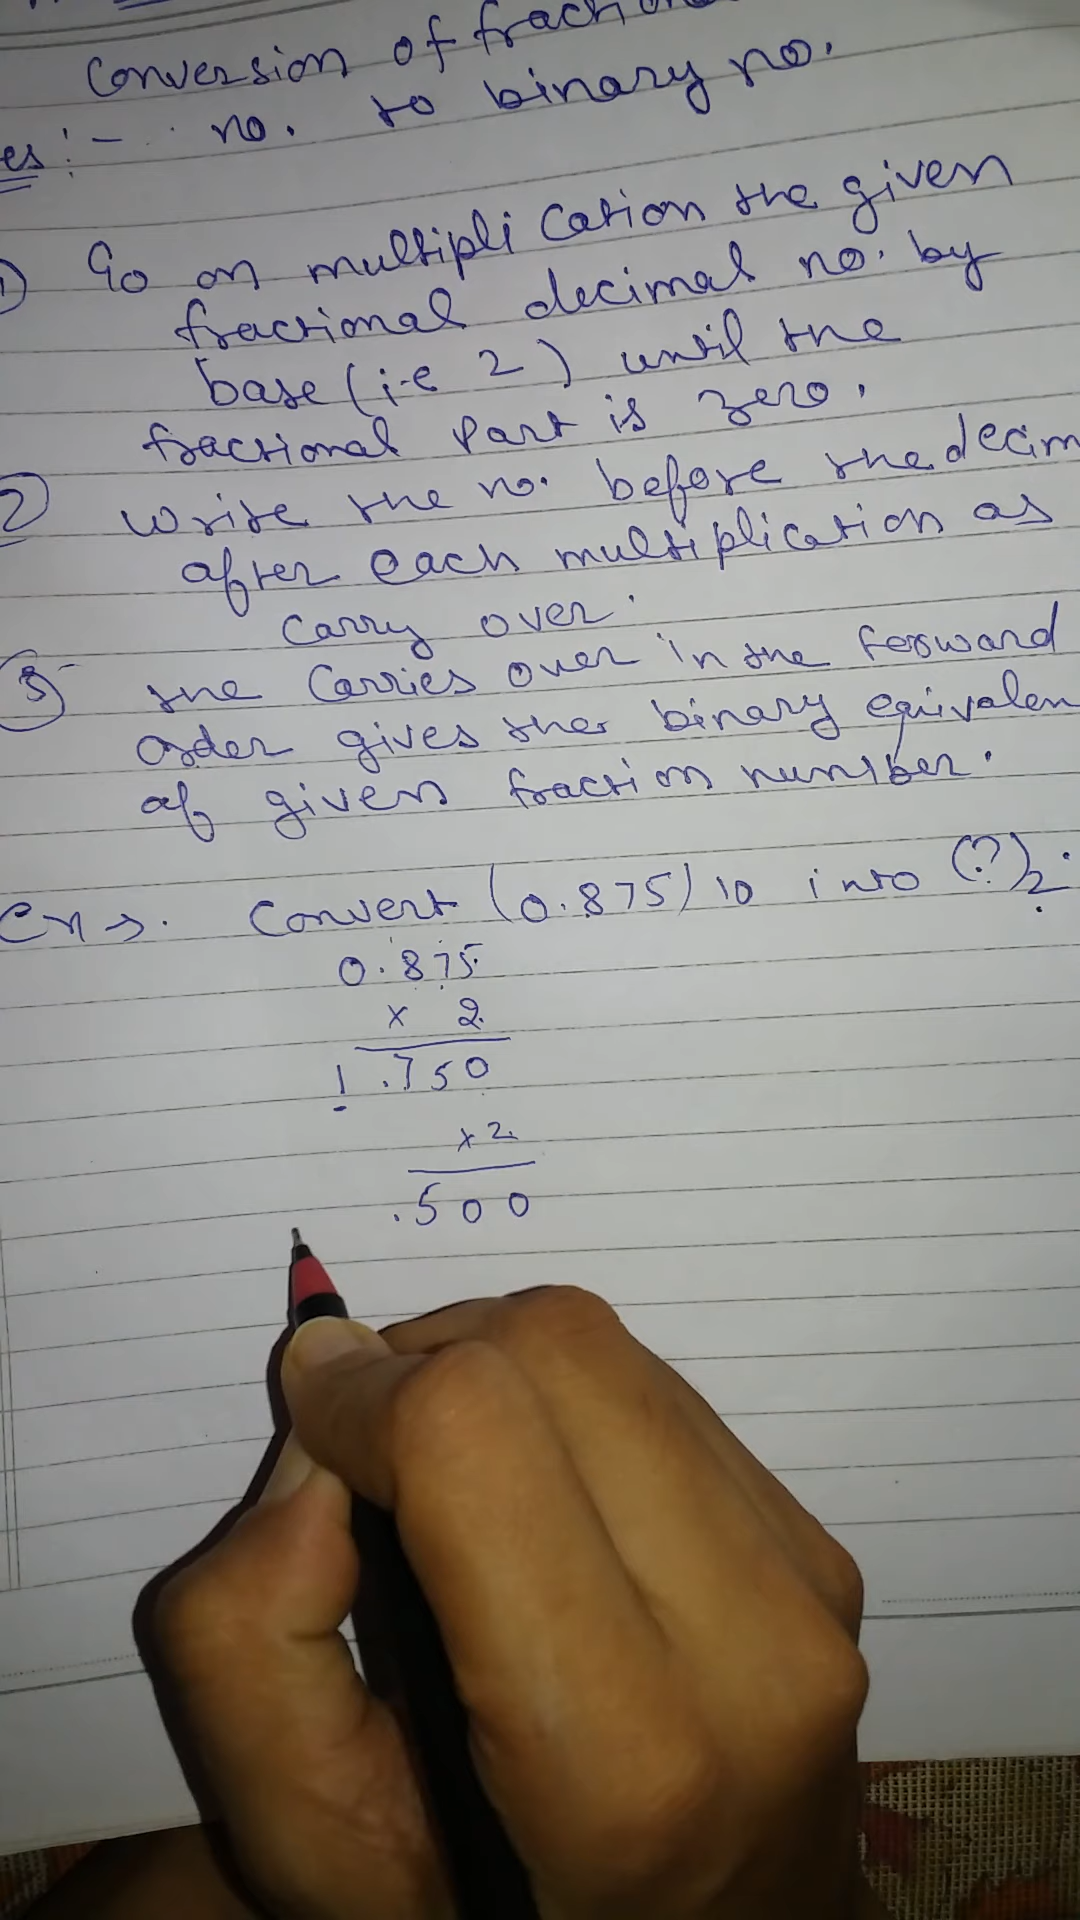 Conversion of fraction
es:- no. to binary no.
1) Go on multipli cation the given
fractional decimal no. by
base (i.e 2) until the
fractional Part is zero.
2 write the no. before the decim
after each multiplication as
carry over.
3 the Carries over in the forward
order gives the binary equivalen
of given fraction number.
Ex→. Convert (0.875)10 into (?)2.
0.875
x 2
1.750
x2
.500